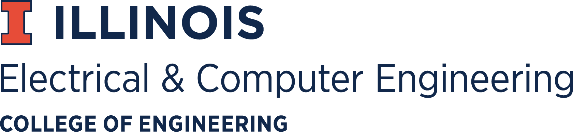 ILLINOIS
Electrical & Computer Engineering
COLLEGE OF ENGINEERING